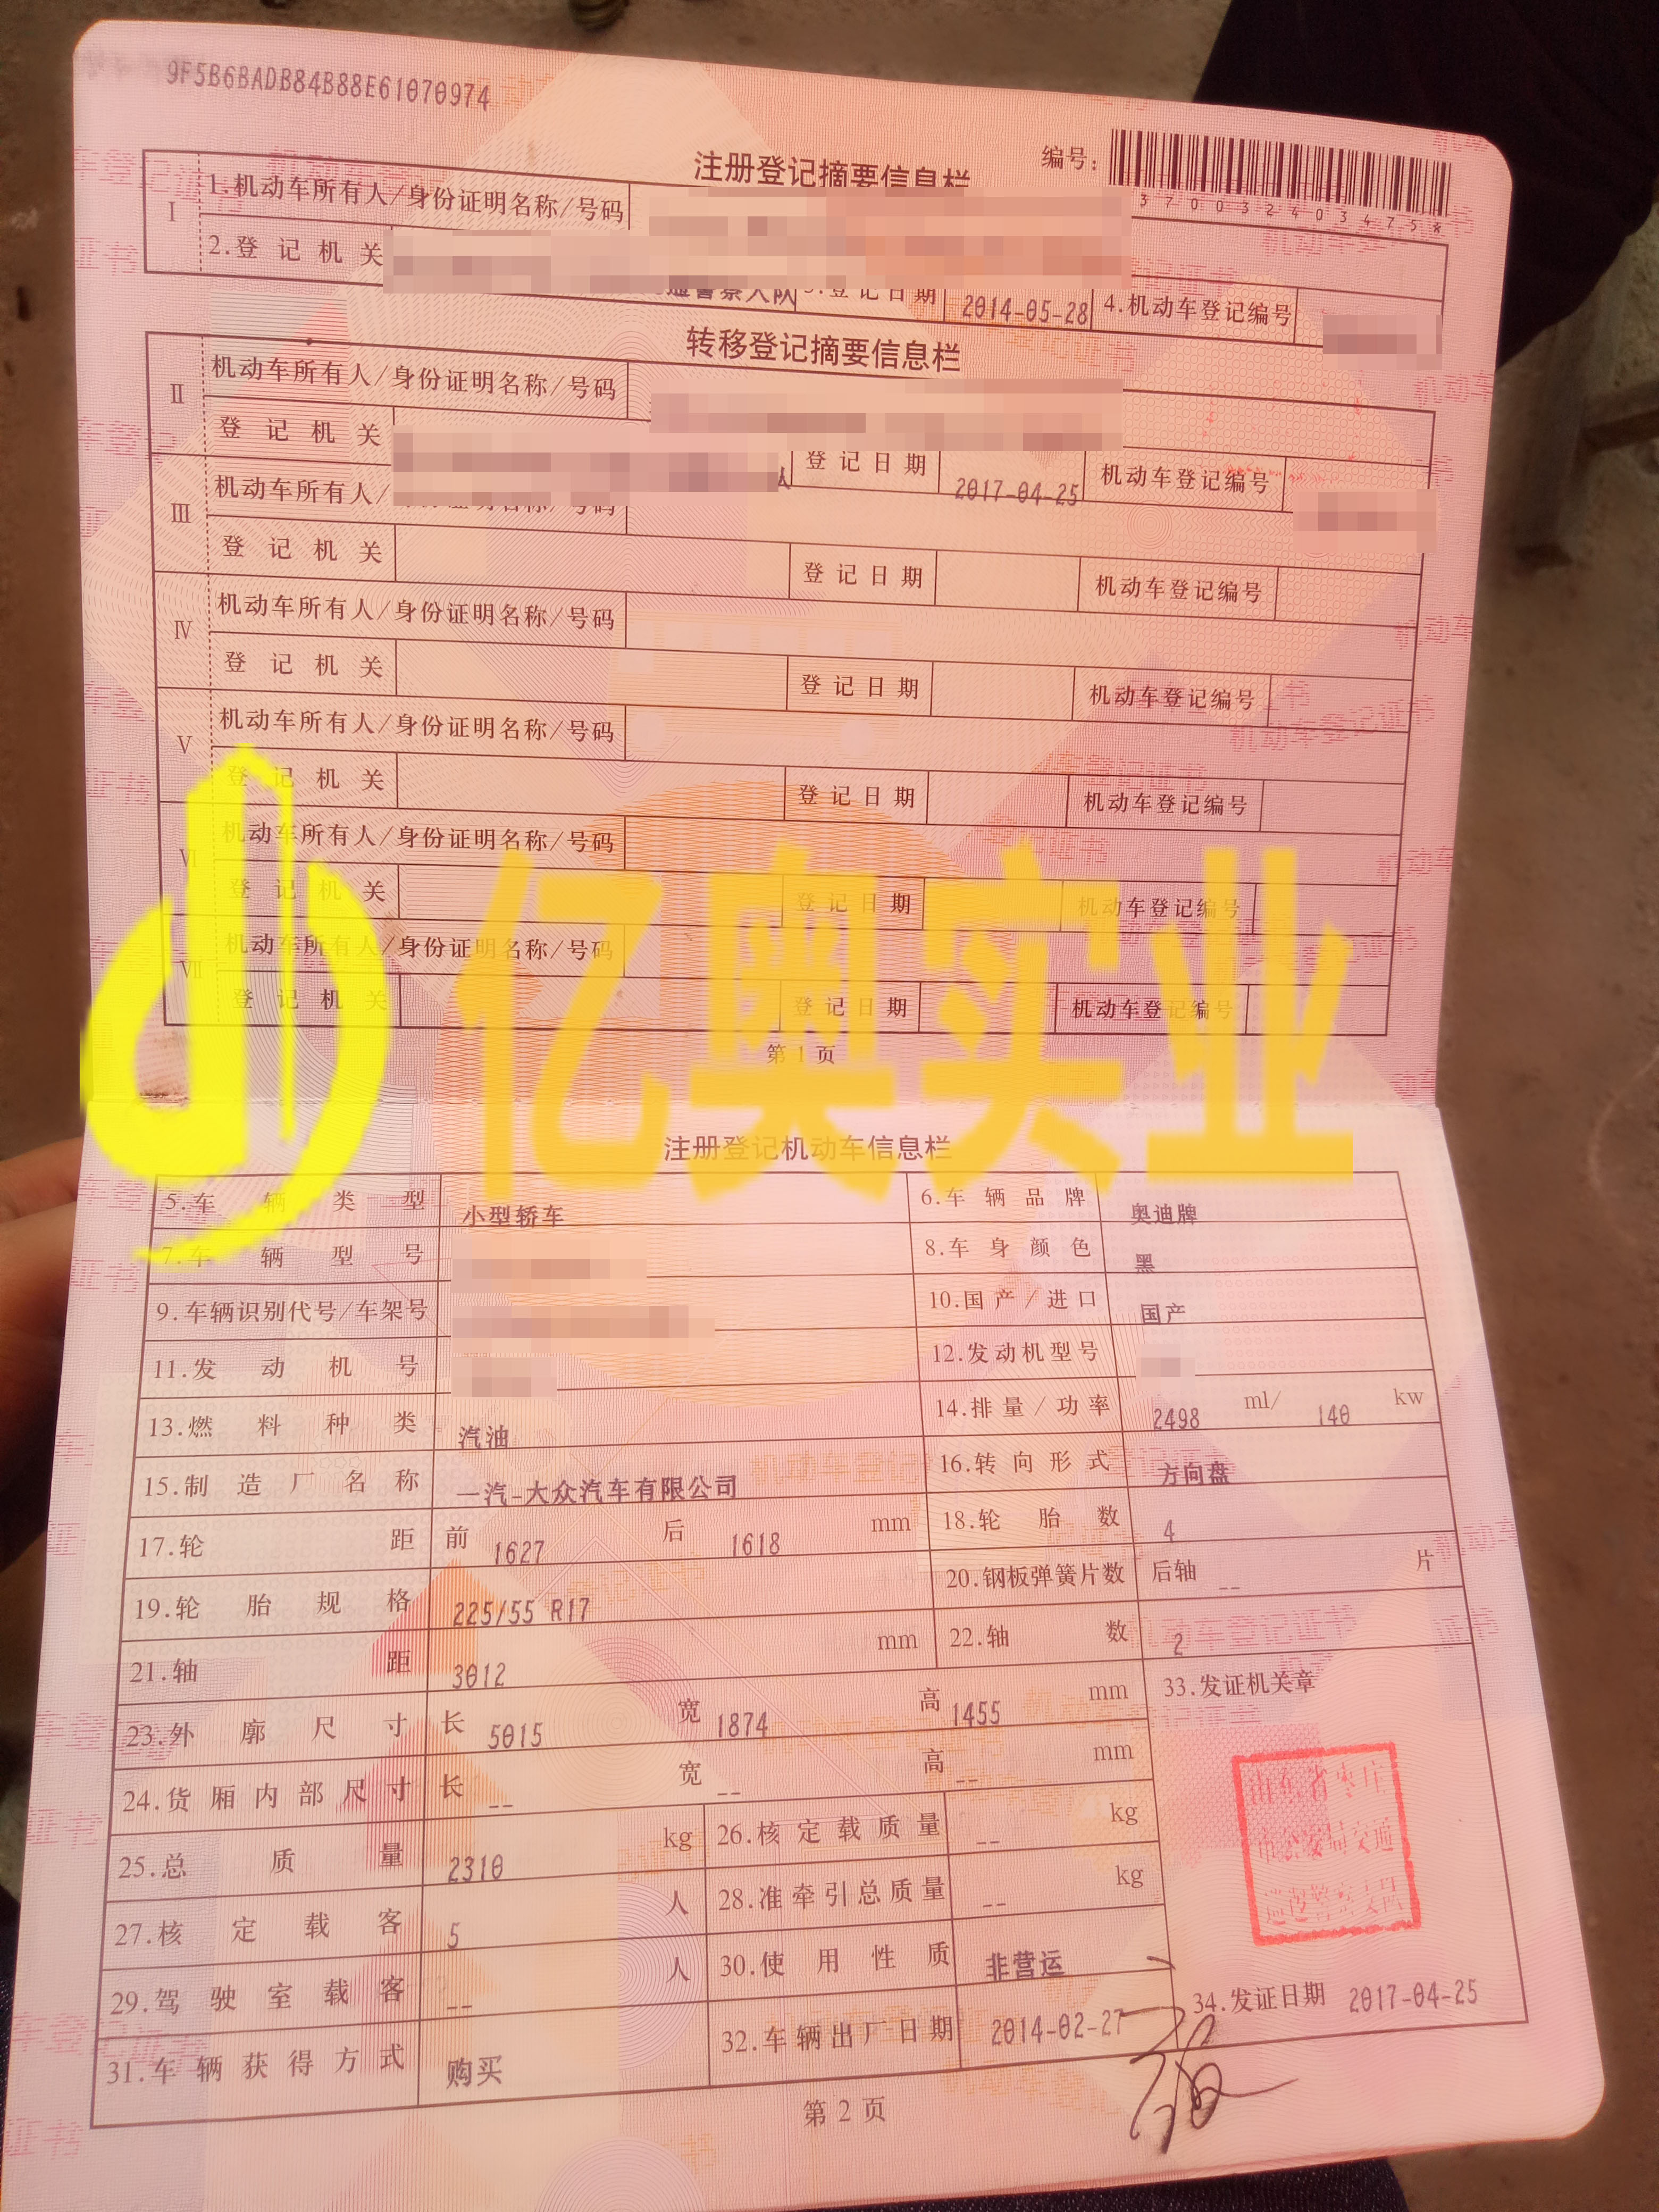 9F5B6BADB84B88E61070974
注册登记摘要信息栏
编号:
370032403475*
Ⅰ 1.机动车所有人/身份证明名称/号码
2.登记机关 3.登记日期 2014-05-28 4.机动车登记编号
转移登记摘要信息栏
Ⅱ 机动车所有人/身份证明名称/号码
登记机关 登记日期 2017-04-25 机动车登记编号
Ⅲ 机动车所有人/身份证明名称/号码
登记机关 登记日期 机动车登记编号
Ⅳ 机动车所有人/身份证明名称/号码
登记机关 登记日期 机动车登记编号
Ⅴ 机动车所有人/身份证明名称/号码
登记机关 登记日期 机动车登记编号
Ⅵ 机动车所有人/身份证明名称/号码
登记机关 登记日期 机动车登记编号
Ⅶ 机动车所有人/身份证明名称/号码
登记机关 登记日期 机动车登记编号
亿奥实业
第1页
注册登记机动车信息栏
5.车辆类型 小型轿车 6.车辆品牌 奥迪牌
7.车辆型号 8.车身颜色 黑
9.车辆识别代号/车架号 10.国产/进口 国产
11.发动机号 12.发动机型号
13.燃料种类 汽油 14.排量/功率 2498 ml/ 140 kw
15.制造厂名称 一汽-大众汽车有限公司 16.转向形式 方向盘
17.轮距 前 1627 后 1618 mm 18.轮胎数 4
19.轮胎规格 225/55 R17 20.钢板弹簧片数 后轴 -- 片
21.轴距 3012 mm 22.轴数 2
23.外廓尺寸 长 5015 宽 1874 高 1455 mm 33.发证机关章
24.货厢内部尺寸 长 -- 宽 -- 高 -- mm
山东省枣庄
市公安局交通
巡逻警察支队
25.总质量 2310 kg 26.核定载质量 -- kg
27.核定载客 5 人 28.准牵引总质量 -- kg
29.驾驶室载客 -- 人 30.使用性质 非营运
31.车辆获得方式 购买 32.车辆出厂日期 2014-02-27 34.发证日期 2017-04-25
第2页